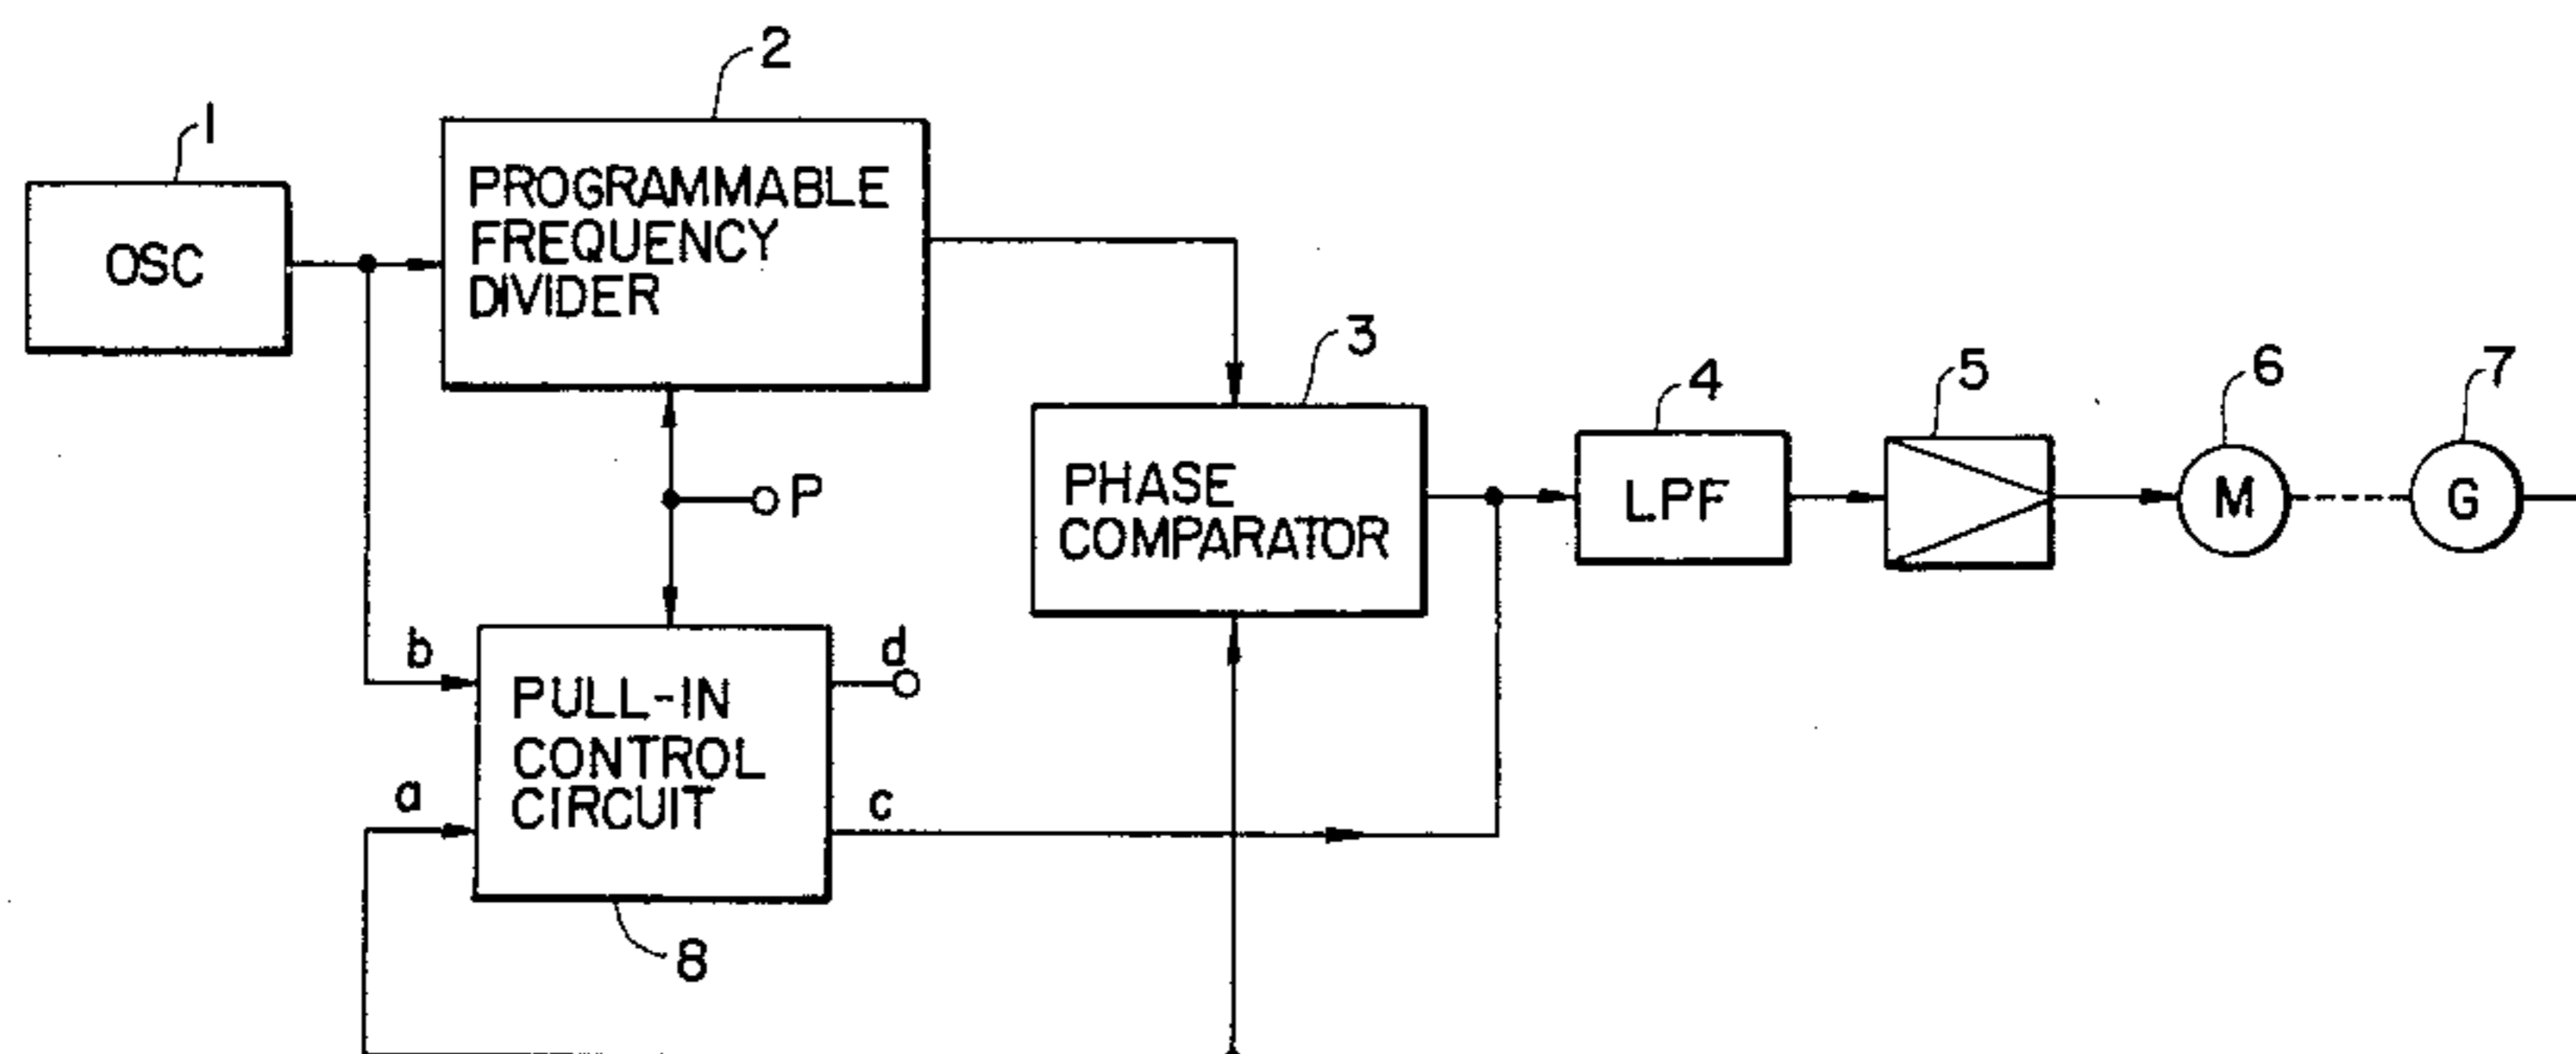 1
2
OSC
PROGRAMMABLE
FREQUENCY
DIVIDER
P
3
PHASE
COMPARATOR
4
LPF
5
6
M
7
G
b
a
PULL-IN
CONTROL
CIRCUIT
d
c
8